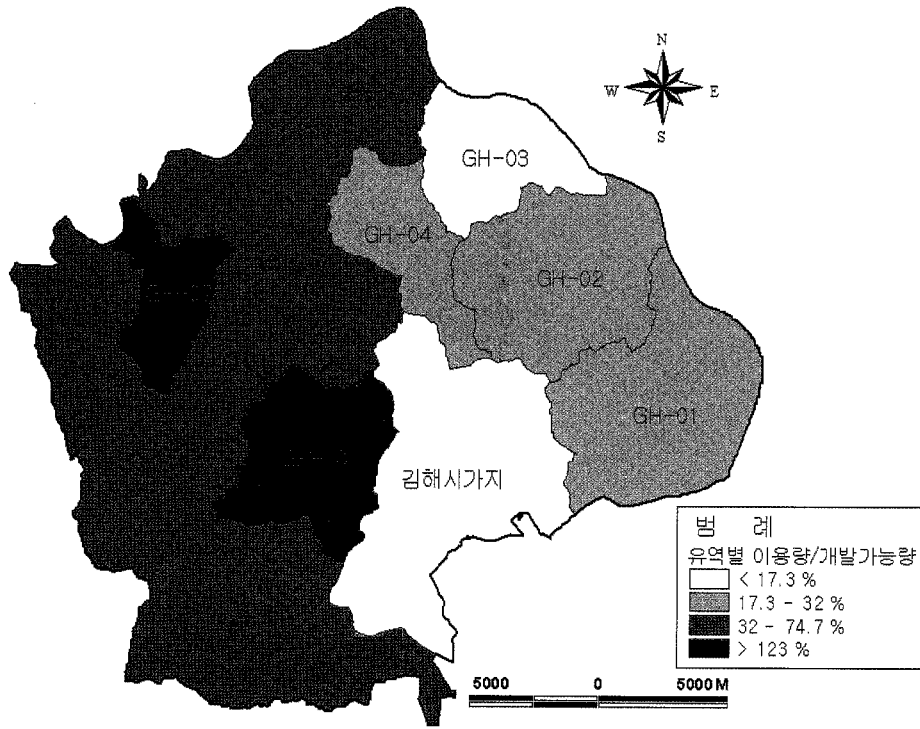 N
W E
S
GH-03
GH-04
GH-02
GH-01
김해시가지
범 례
유역별 이용량/개발가능량
< 17.3 %
17.3 - 32 %
32 - 74.7 %
> 123 %
5000 0 5000 M